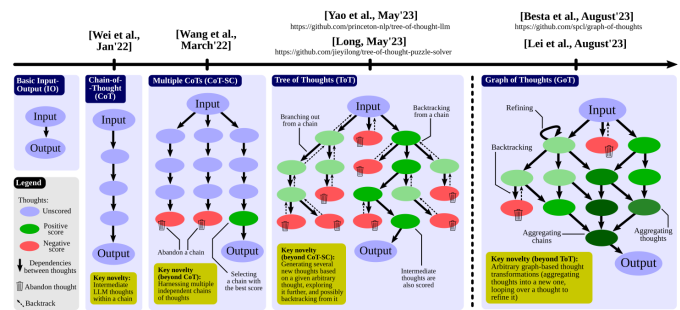 [Wei et al.,
Jan'22]
[Wang et al.,
March'22]
[Yao et al., May'23]
https://github.com/princeton-nlp/tree-of-thought-llm
[Long, May'23]
https://github.com/jieyilong/tree-of-thought-puzzle-solver
[Besta et al., August'23]
https://github.com/spcl/graph-of-thoughts
[Lei et al., August'23]
Basic Input-
Output (IO)
Input
Output
Legend
Thoughts:
Unscored
Positive
score
Negative
score
Dependencies
between thoughts
Abandon thought
Backtrack
Chain-of-
-Thought (CoT)
Input
Output
Key novelty:
Intermediate
LLM thoughts
within a chain
Multiple CoTs (CoT-SC)
Input
Abandon a chain
Output
Selecting
a chain with
the best score
Key novelty
(beyond CoT):
Harnessing multiple
independent chains
of thoughts
Tree of Thoughts (ToT)
Input
Branching out
from a chain
Backtracking
from a chain
Output
Intermediate
thoughts are
also scored
Key novelty
(beyond CoT-SC):
Generating several
new thoughts based
on a given arbitrary
thought, exploring
it further, and possibly
backtracking from it
Graph of Thoughts (GoT)
Refining
Input
Backtracking
Aggregating
chains
Aggregating
thoughts
Output
Key novelty (beyond ToT):
Arbitrary graph-based thought
transformations (aggregating
thoughts into a new one,
looping over a thought to
refine it)